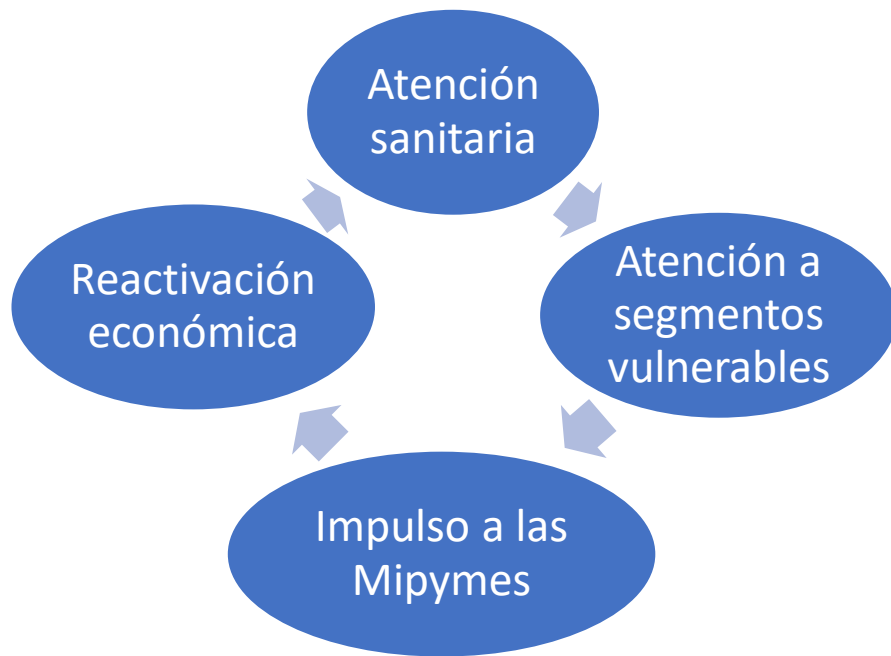 Atención
sanitaria
Atención a
segmentos
vulnerables
Impulso a las
Mipymes
Reactivación
económica